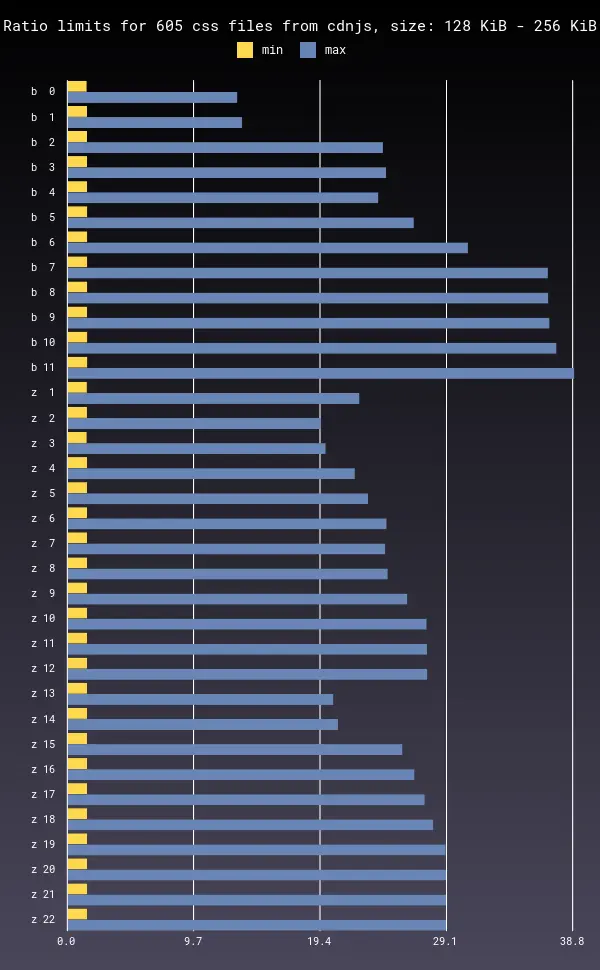 Ratio limits for 605 css files from cdnjs, size: 128 KiB - 256 KiB
min max
b 0
b 1
b 2
b 3
b 4
b 5
b 6
b 7
b 8
b 9
b 10
b 11
z 1
z 2
z 3
z 4
z 5
z 6
z 7
z 8
z 9
z 10
z 11
z 12
z 13
z 14
z 15
z 16
z 17
z 18
z 19
z 20
z 21
z 22
0.0 9.7 19.4 29.1 38.8